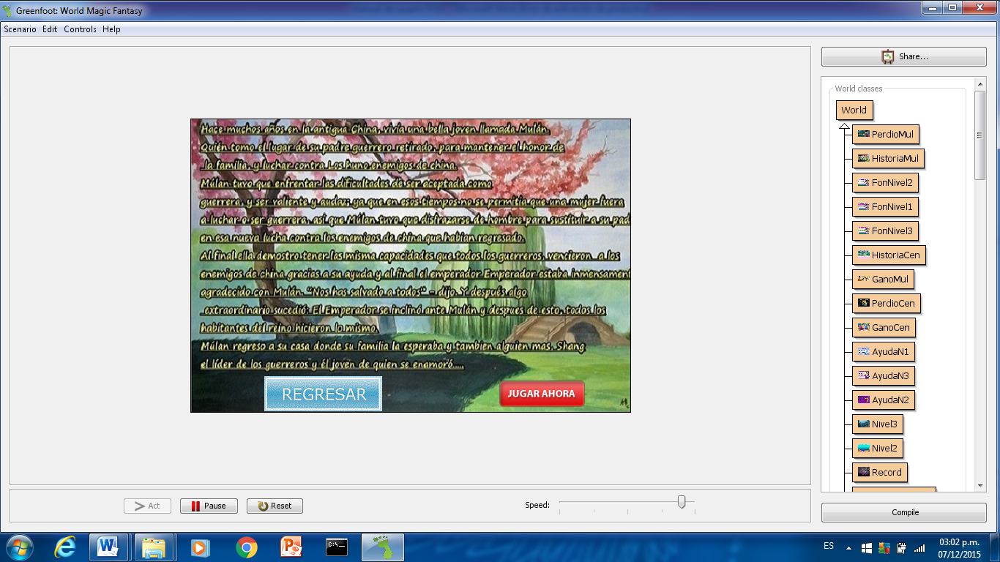 Greenfoot: World Magic Fantasy
Scenario Edit Controls Help
Share...
World classes
World
PerdioMul
HistoriaMul
FonNivel2
FonNivel1
FonNivel3
HistoriaCen
GanoMul
PerdioCen
GanoCen
AyudaN1
AyudaN3
AyudaN2
Nivel3
Nivel2
Record
Hace muchos años en la antigua China, vivía una bella joven llamada Mulán.
Quién tomo el lugar de su padre guerrero retirado, para mantener el honor de
la familia, y luchar contra Los huno enemigos de china.
Múlan tuvo que enfrentar las dificultades de ser aceptada como
guerrera, y ser valiente y audaz; ya que en esos tiempos no se permitía que una mujer fuera
a luchar o ser guerrera, así que Múlan tuvo que disfrazarse de hombre para sustituir a su pad
en esa nueva lucha contra los enemigos de china que habían regresado.
Al final ella demostro tener las misma capacidades que todos los guerreros, vencieron a los
enemigos de china gracias a su ayuda y al final el emperador Emperador estaba inmensament
agradecido con Mulán. "Nos has salvado a todos" - dijo. Y después algo
extraordinario sucedió: El Emperador se inclinó ante Mulán y despues de esto, todos los
habitantes del reino hicieron lo mismo.
Múlan regreso a su casa donde su familia la esperaba y tambien alguien mas, Shang
el líder de los guerreros y él joven de quien se enamoró....
REGRESAR
JUGAR AHORA
Act
Pause
Reset
Speed:
Compile
ES
03:02 p.m.
07/12/2015